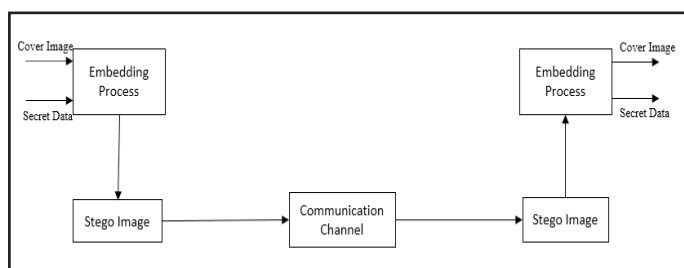 Cover Image
Embedding
Process
Secret Data
Stego Image
Communication
Channel
Stego Image
Embedding
Process
Cover Image
Secret Data